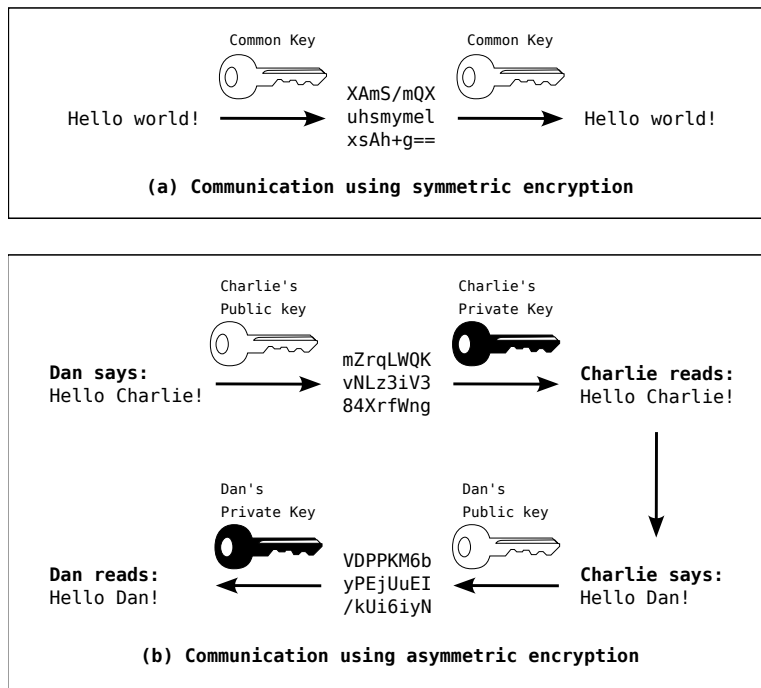 Common Key
Common Key
Hello world!
XAmS/mQX
uhsmymel
xsAh+g==
Hello world!
(a) Communication using symmetric encryption
Charlie's
Public key
Charlie's
Private Key
Dan says:
Hello Charlie!
mZrqLWQK
vNLz3iV3
84XrfWng
Charlie reads:
Hello Charlie!
Dan's
Private Key
Dan's
Public key
Dan reads:
Hello Dan!
VDPPKM6b
yPEjUuEI
/kUi6iyN
Charlie says:
Hello Dan!
(b) Communication using asymmetric encryption